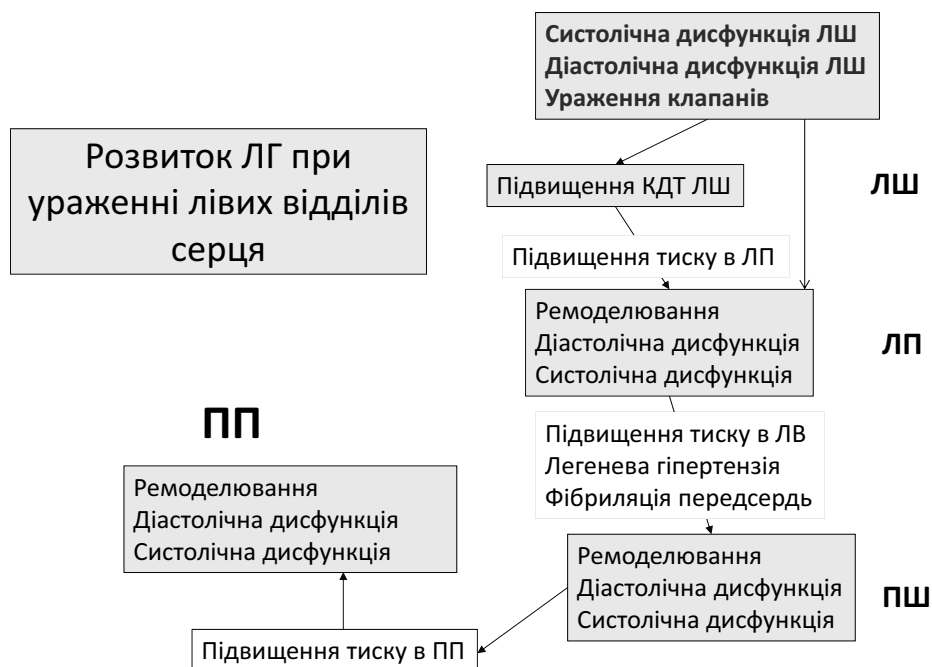 Систолічна дисфункція ЛШ
Діастолічна дисфункція ЛШ
Ураження клапанів
Розвиток ЛГ при
ураженні лівих відділів
серця
Підвищення КДТ ЛШ
ЛШ
Підвищення тиску в ЛП
Ремоделювання
Діастолічна дисфункція
Систолічна дисфункція
ЛП
Підвищення тиску в ЛВ
Легенева гіпертензія
Фібриляція передсердь
Ремоделювання
Діастолічна дисфункція
Систолічна дисфункція
ПШ
ПП
Ремоделювання
Діастолічна дисфункція
Систолічна дисфункція
Підвищення тиску в ПП